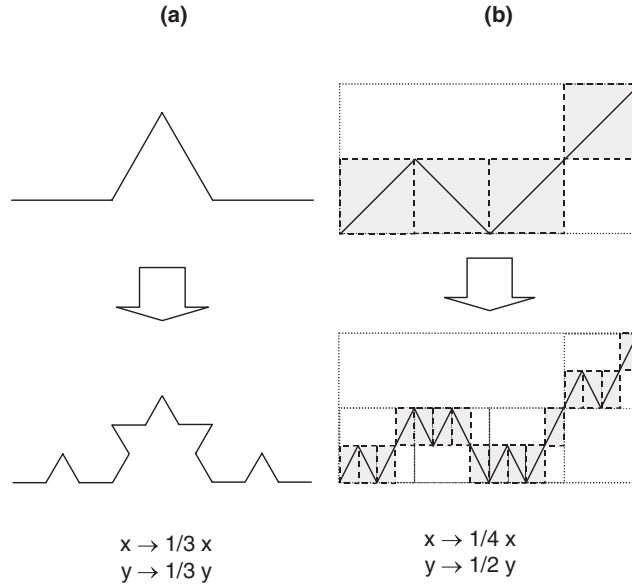 (a)
(b)
x → 1/3 x
y → 1/3 y
x → 1/4 x
y → 1/2 y